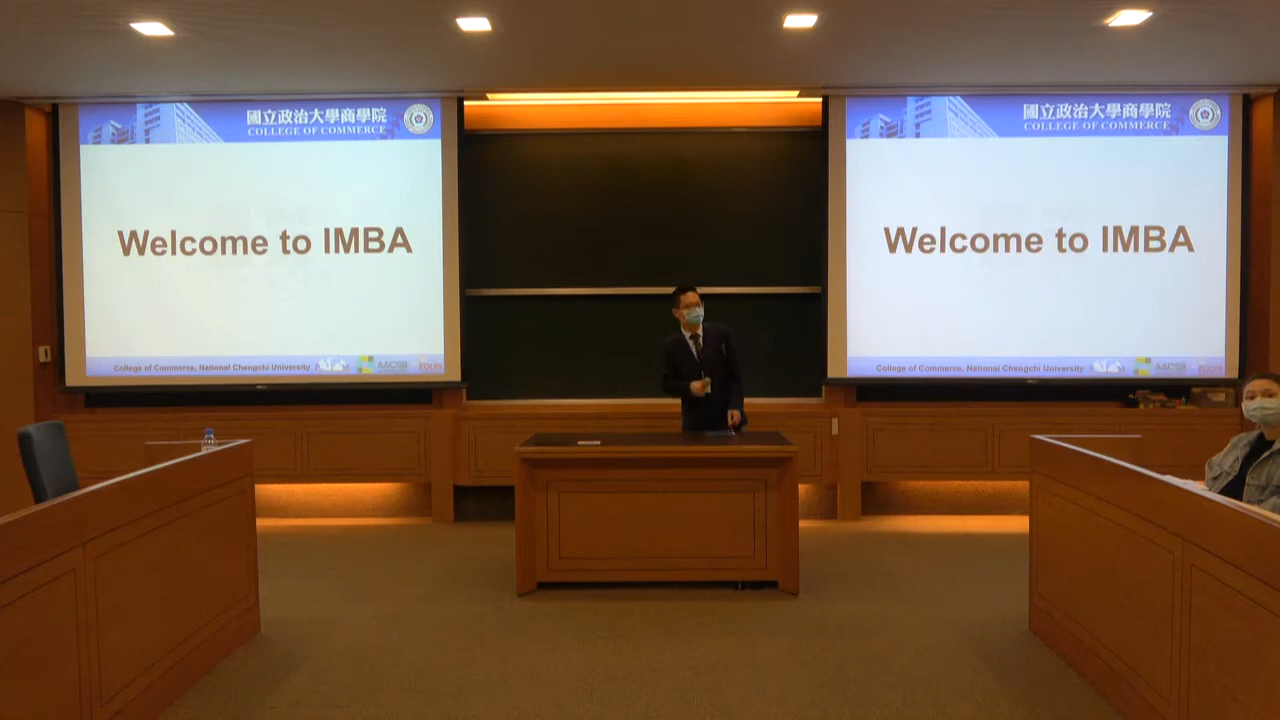 國立政治大學商學院
COLLEGE OF COMMERCE
Welcome to IMBA
College of Commerce, National Chengchi University
AACSB
EQUIS
國立政治大學商學院
COLLEGE OF COMMERCE
Welcome to IMBA
College of Commerce, National Chengchi University
AACSB
EQUIS